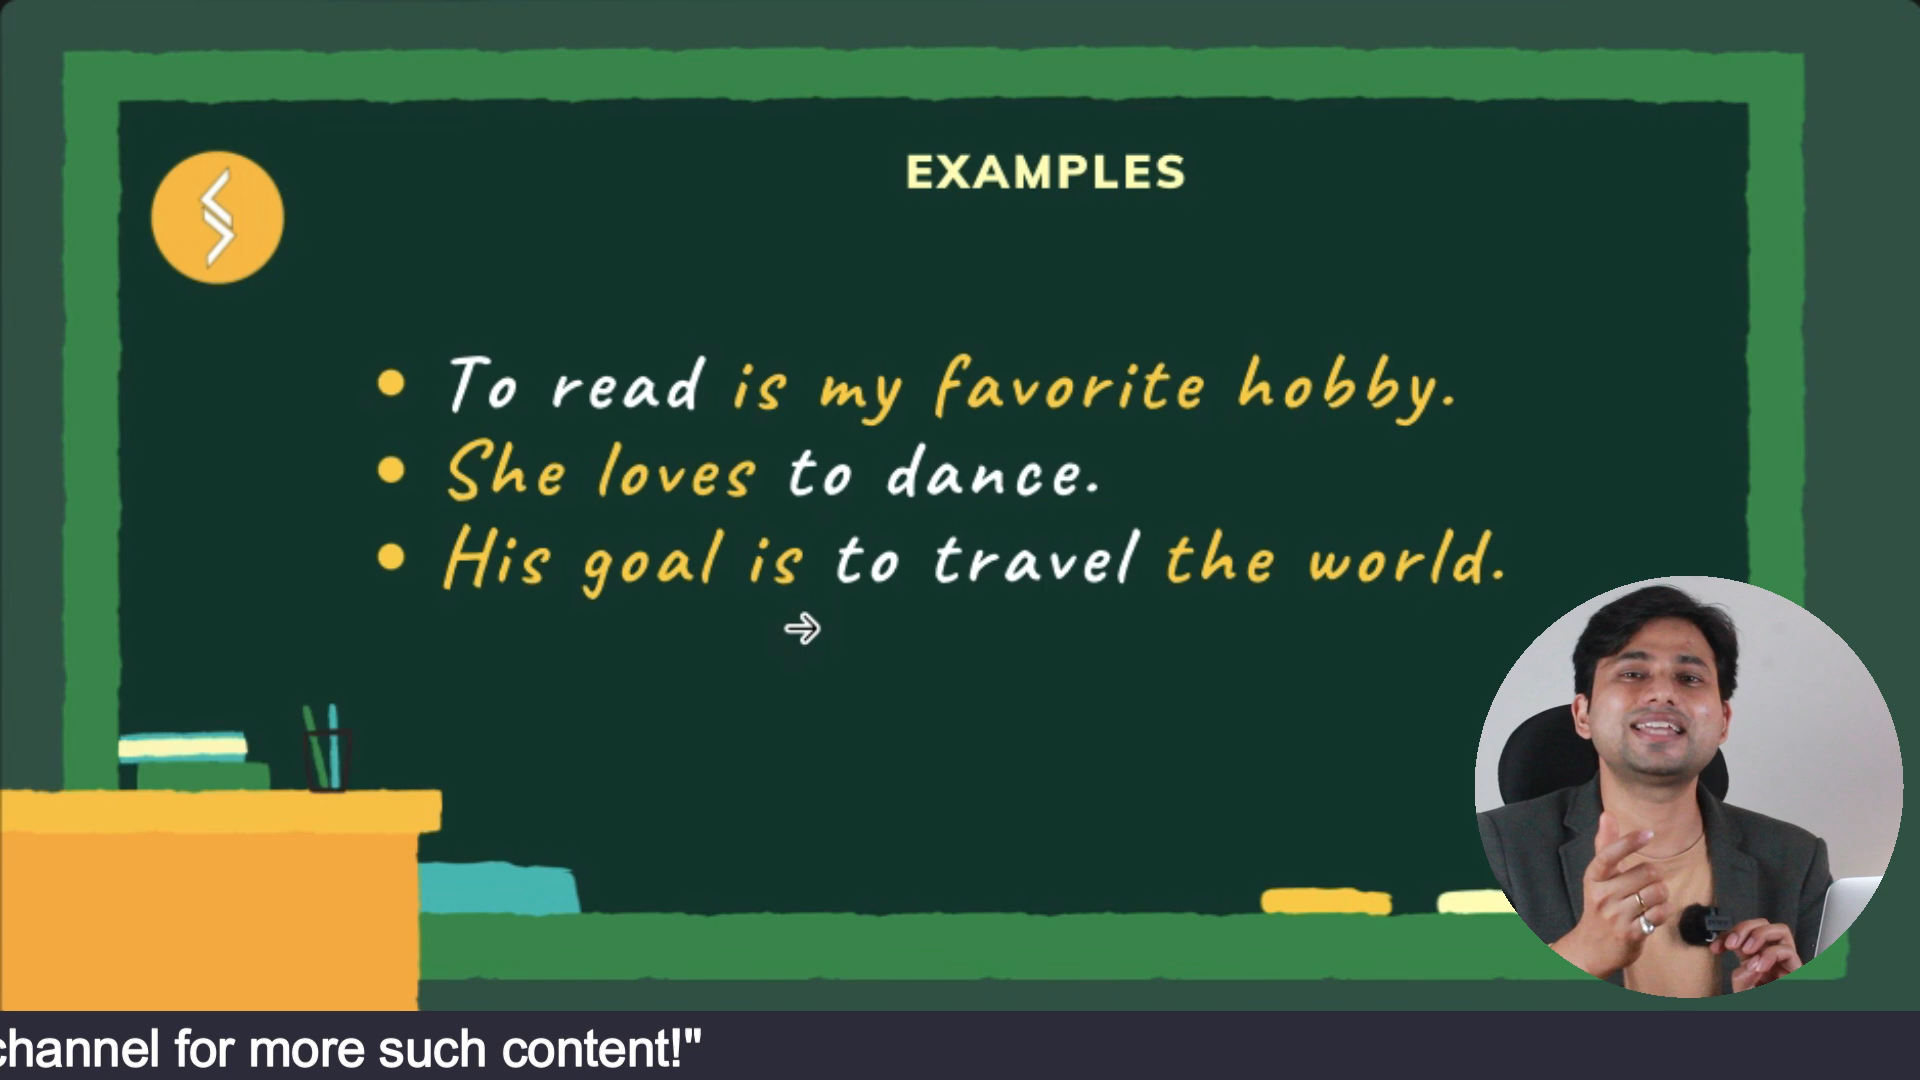 EXAMPLES
To read is my favorite hobby.
She loves to dance.
His goal is to travel the world.
channel for more such content!"